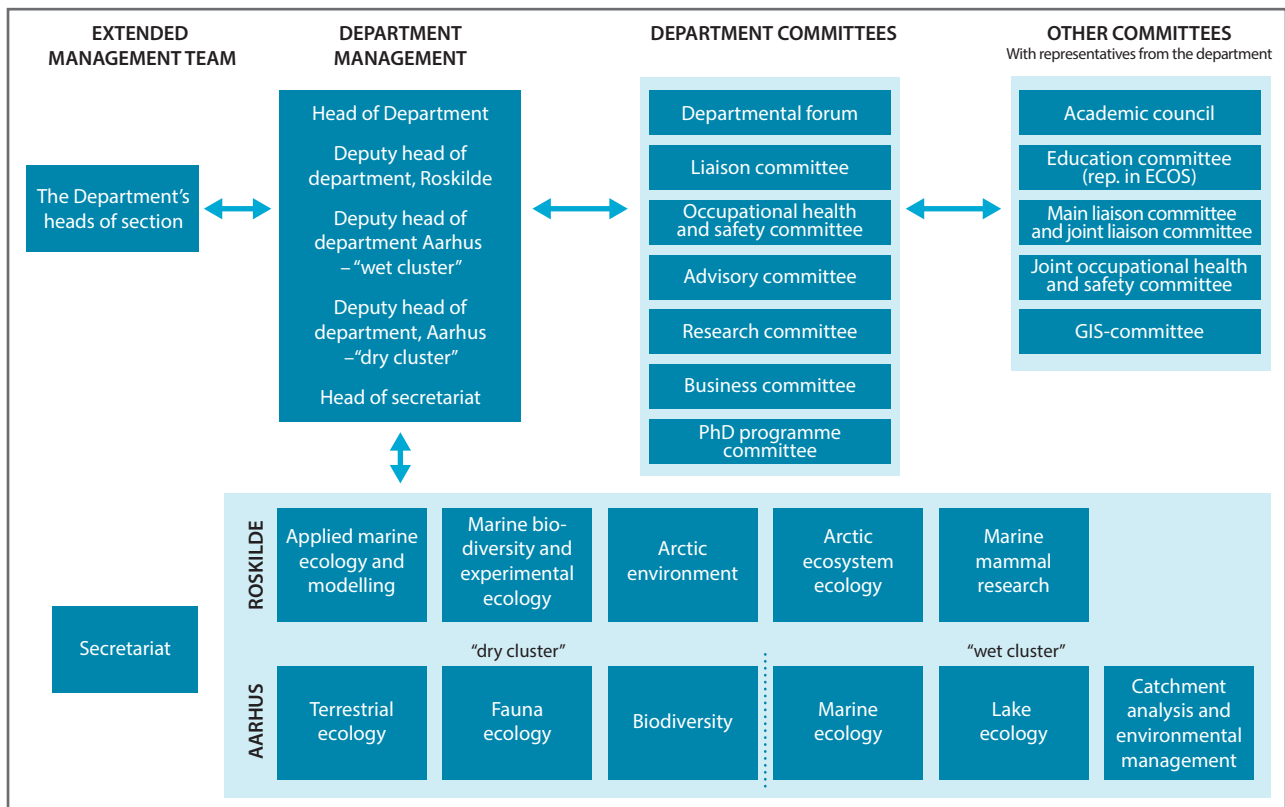 EXTENDED
MANAGEMENT TEAM
The Department's
heads of section
DEPARTMENT
MANAGEMENT
Head of Department
Deputy head of
department, Roskilde
Deputy head of
department Aarhus
– “wet cluster”
Deputy head of
department, Aarhus
–“dry cluster”
Head of secretariat
DEPARTMENT COMMITTEES
Departmental forum
Liaison committee
Occupational health
and safety committee
Advisory committee
Research committee
Business committee
PhD programme
committee
OTHER COMMITTEES
With representatives from the department
Academic council
Education committee
(rep. in ECOS)
Main liaison committee
and joint liaison committee
Joint occupational health
and safety committee
GIS-committee
Secretariat
ROSKILDE
Applied marine
ecology and
modelling
Marine bio-
diversity and
experimental
ecology
Arctic
environment
Arctic
ecosystem
ecology
Marine
mammal
research
AARHUS
“dry cluster”
Terrestrial
ecology
Fauna
ecology
Biodiversity
“wet cluster”
Marine
ecology
Lake
ecology
Catchment
analysis and
environmental
management